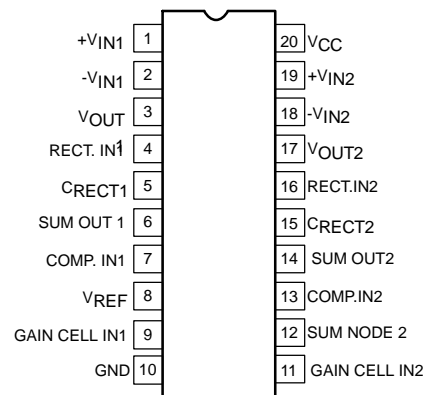 +VIN1 1
-VIN1 2
VOUT 1 3
RECT. IN1 4
CRECT1 5
SUM OUT 1 6
COMP. IN1 7
VREF 8
GAIN CELL IN1 9
GND 10
20 VCC
19 +VIN2
18 -VIN2
17 VOUT2
16 RECT.IN2
15 CRECT2
14 SUM OUT2
13 COMP.IN2
12 SUM NODE 2
11 GAIN CELL IN2